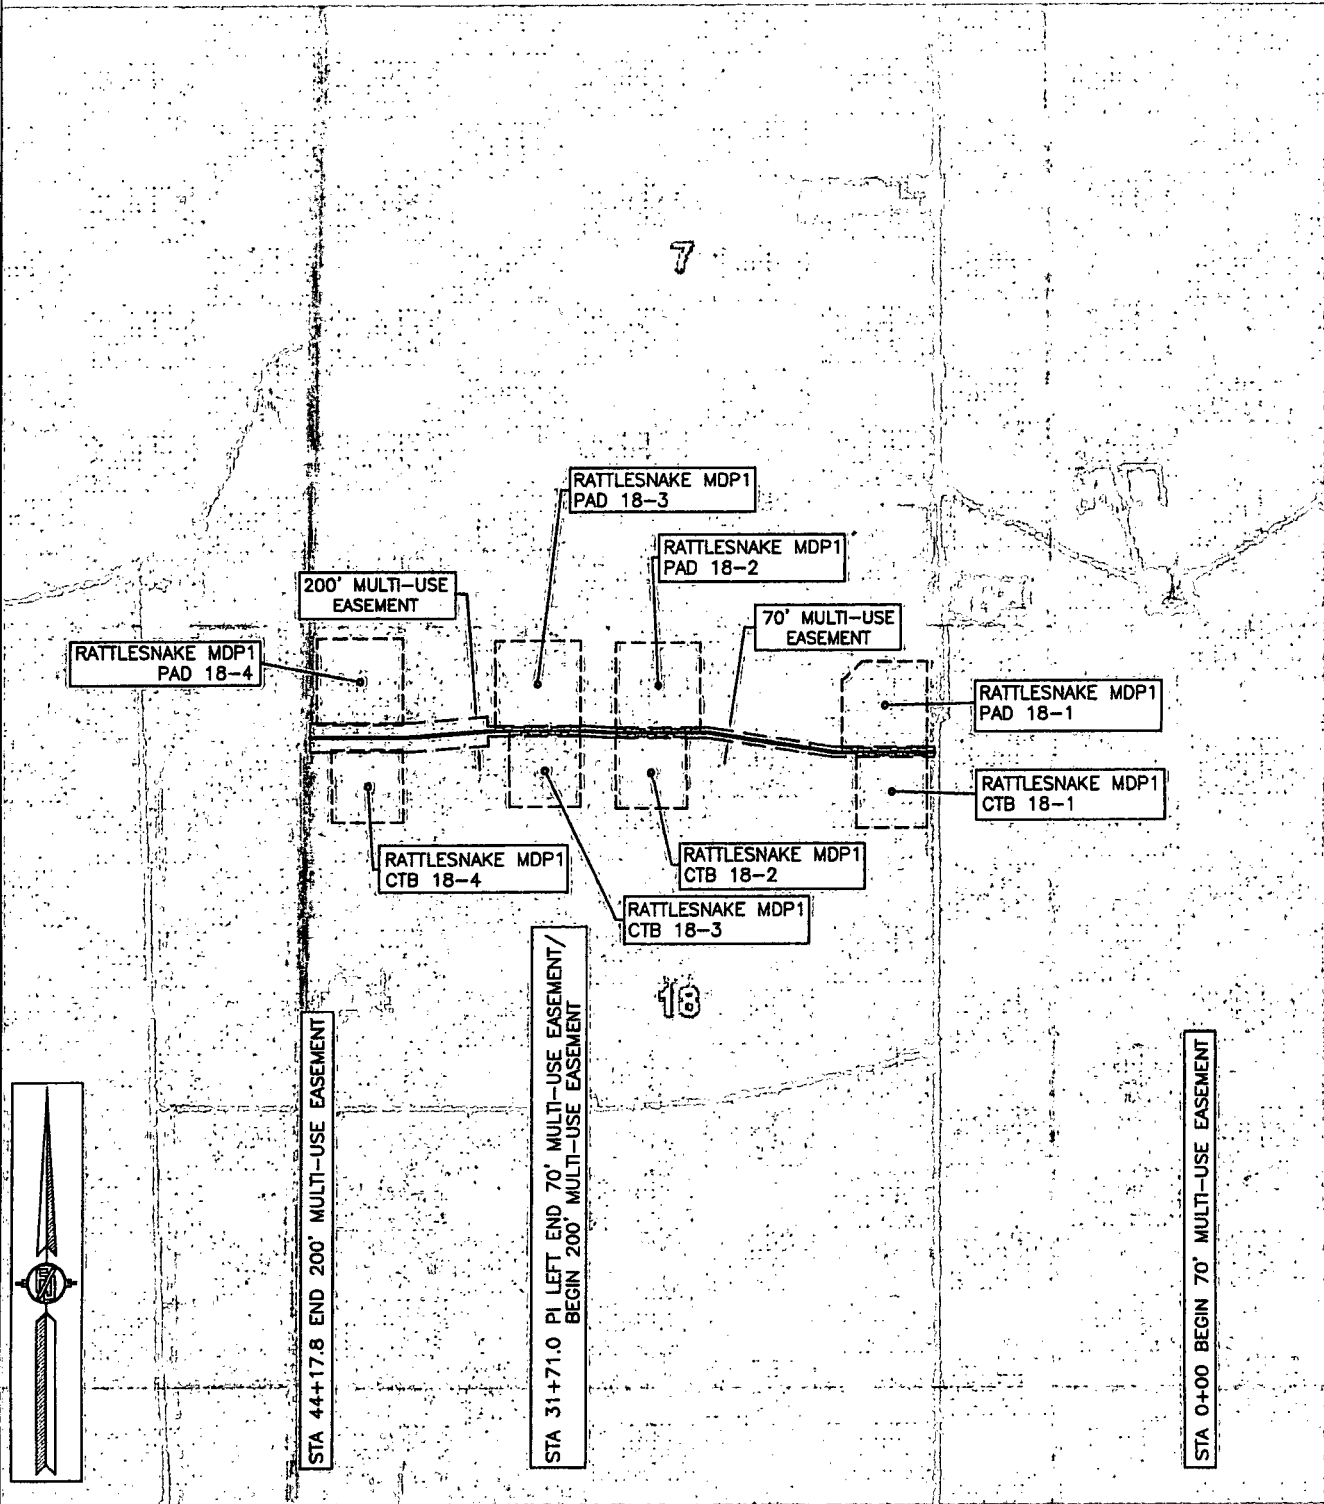 7
RATTLESNAKE MDP1
PAD 18-3
RATTLESNAKE MDP1
PAD 18-2
200' MULTI-USE
EASEMENT
70' MULTI-USE
EASEMENT
RATTLESNAKE MDP1
PAD 18-4
RATTLESNAKE MDP1
PAD 18-1
RATTLESNAKE MDP1
CTB 18-1
RATTLESNAKE MDP1
CTB 18-4
RATTLESNAKE MDP1
CTB 18-2
RATTLESNAKE MDP1
CTB 18-3
18
STA 44+17.8 END 200' MULTI-USE EASEMENT
STA 31+71.0 PI LEFT END 70' MULTI-USE EASEMENT/
BEGIN 200' MULTI-USE EASEMENT
STA 0+00 BEGIN 70' MULTI-USE EASEMENT